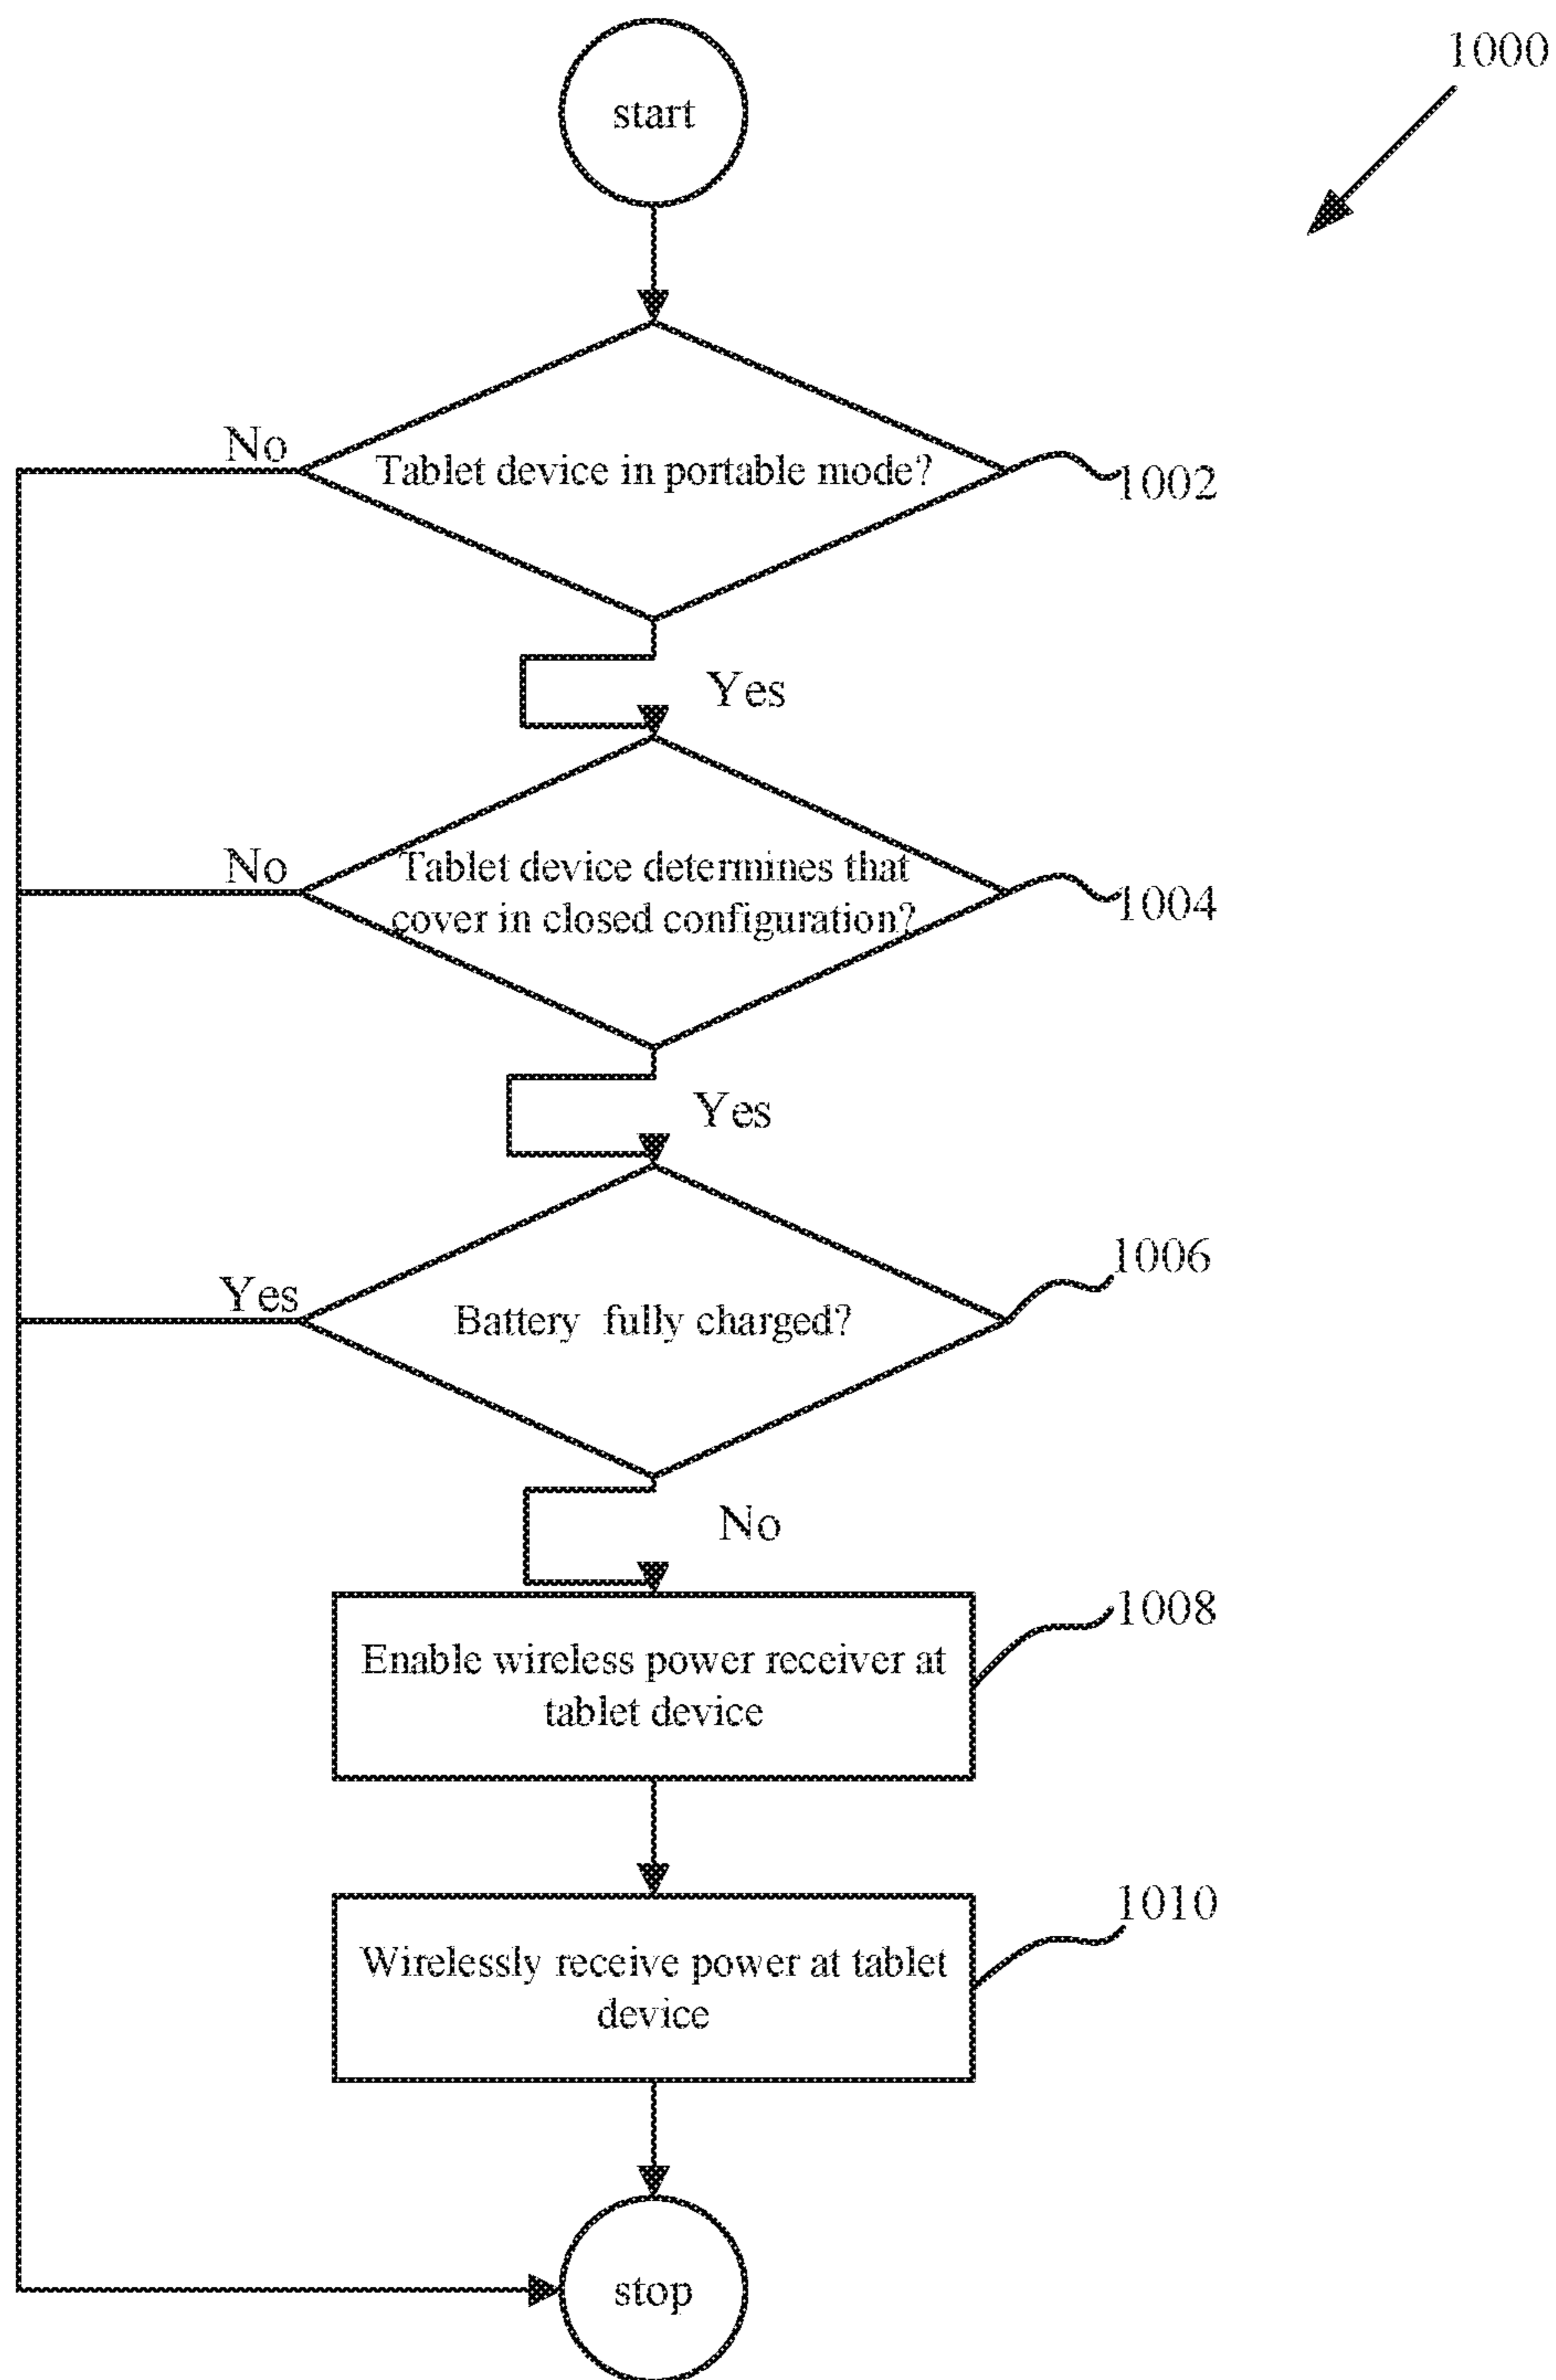 1000
start
No
Tablet device in portable mode?
1002
Yes
No
Tablet device determines that
cover in closed configuration?
1004
Yes
1006
Yes
Battery fully charged?
No
1008
Enable wireless power receiver at
tablet device
1010
Wirelessly receive power at tablet
device
stop